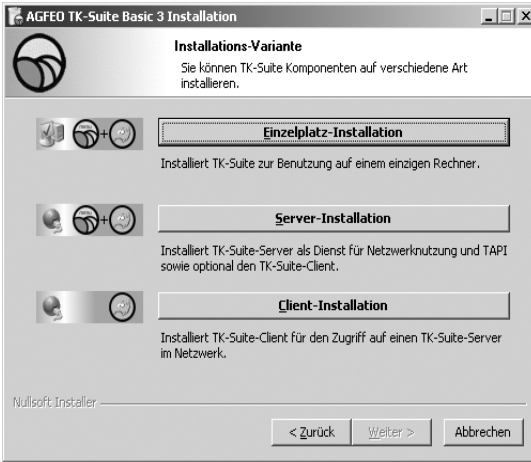 AGFEO TK-Suite Basic 3 Installation
Installations-Variante
Sie können TK-Suite Komponenten auf verschiedene Art
installieren.
Einzelplatz-Installation
Installiert TK-Suite zur Benutzung auf einem einzigen Rechner.
Server-Installation
Installiert TK-Suite-Server als Dienst für Netzwerknutzung und TAPI
sowie optional den TK-Suite-Client.
Client-Installation
Installiert TK-Suite-Client für den Zugriff auf einen TK-Suite-Server
im Netzwerk.
Nullsoft Installer
< Zurück Weiter > Abbrechen